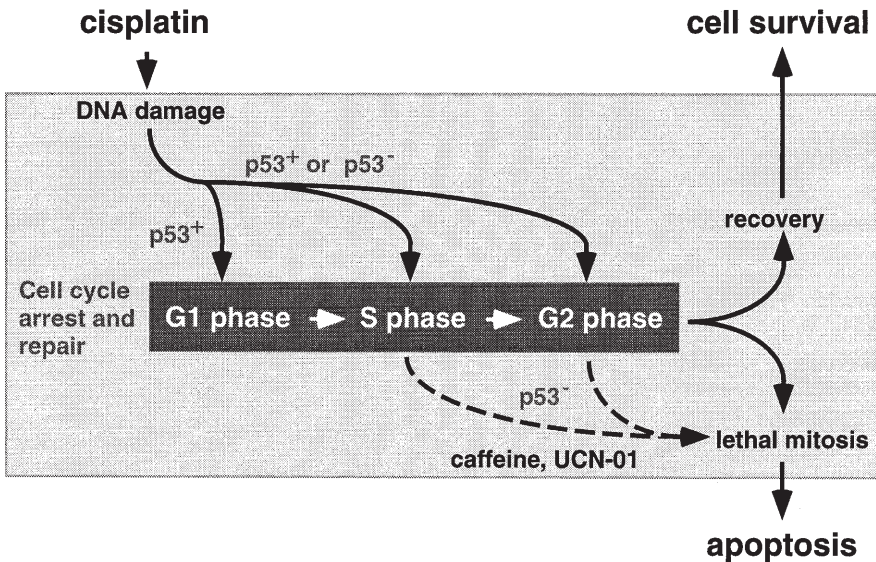 cisplatin
cell survival
DNA damage
p53+ or p53-
p53+
recovery
Cell cycle
arrest and
repair
G1 phase
S phase
G2 phase
p53-
lethal mitosis
caffeine, UCN-01
apoptosis